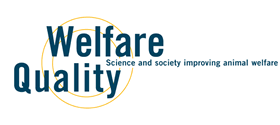 Welfare
Quality
Science and society improving animal welfare